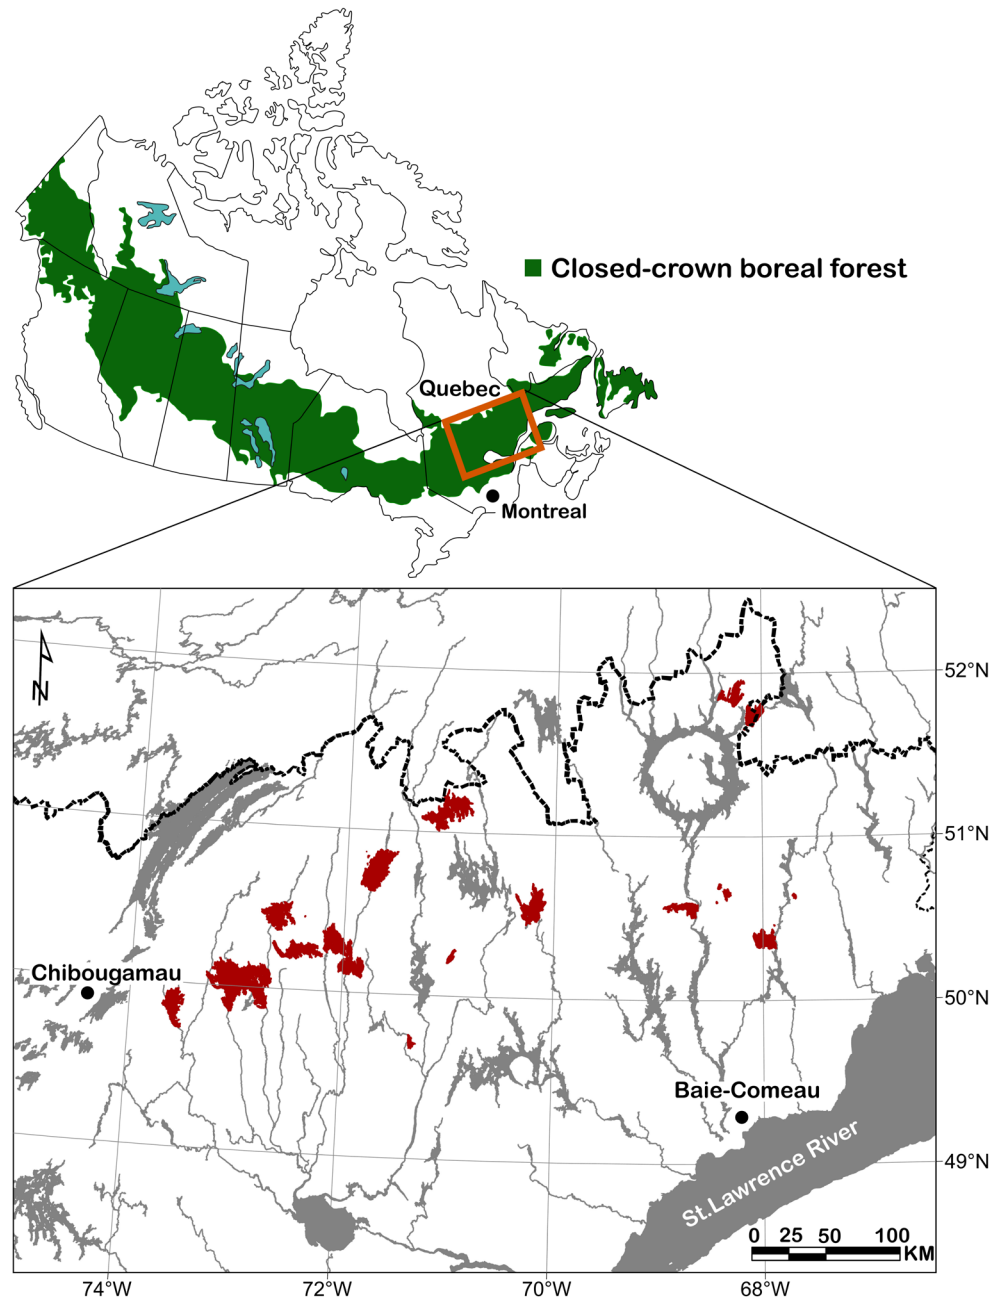 Closed-crown boreal forest
Quebec
Montreal
N
52°N
51°N
Chibougamau
50°N
Baie-Comeau
49°N
St.Lawrence River
0 25 50 100
KM
74°W 72°W 70°W 68°W